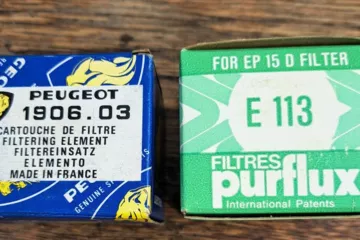 PEUGEOT
1906.03
CARTOUCHE DE FILTRE
FILTERING ELEMENT
FILTEREINSATZ
ELEMENTO
MADE IN FRANCE
GENUINE
FOR EP 15 D FILTER
E 113
FILTRES
purflux
International Patents